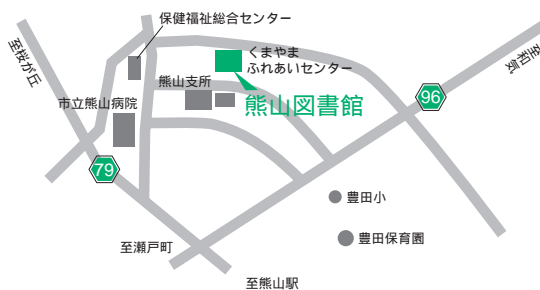 保健福祉総合センター
至桜が丘
くまやま
ふれあいセンター
至和気
熊山支所
96
熊山図書館
市立熊山病院
79
豊田小
豊田保育園
至瀬戸町
至熊山駅